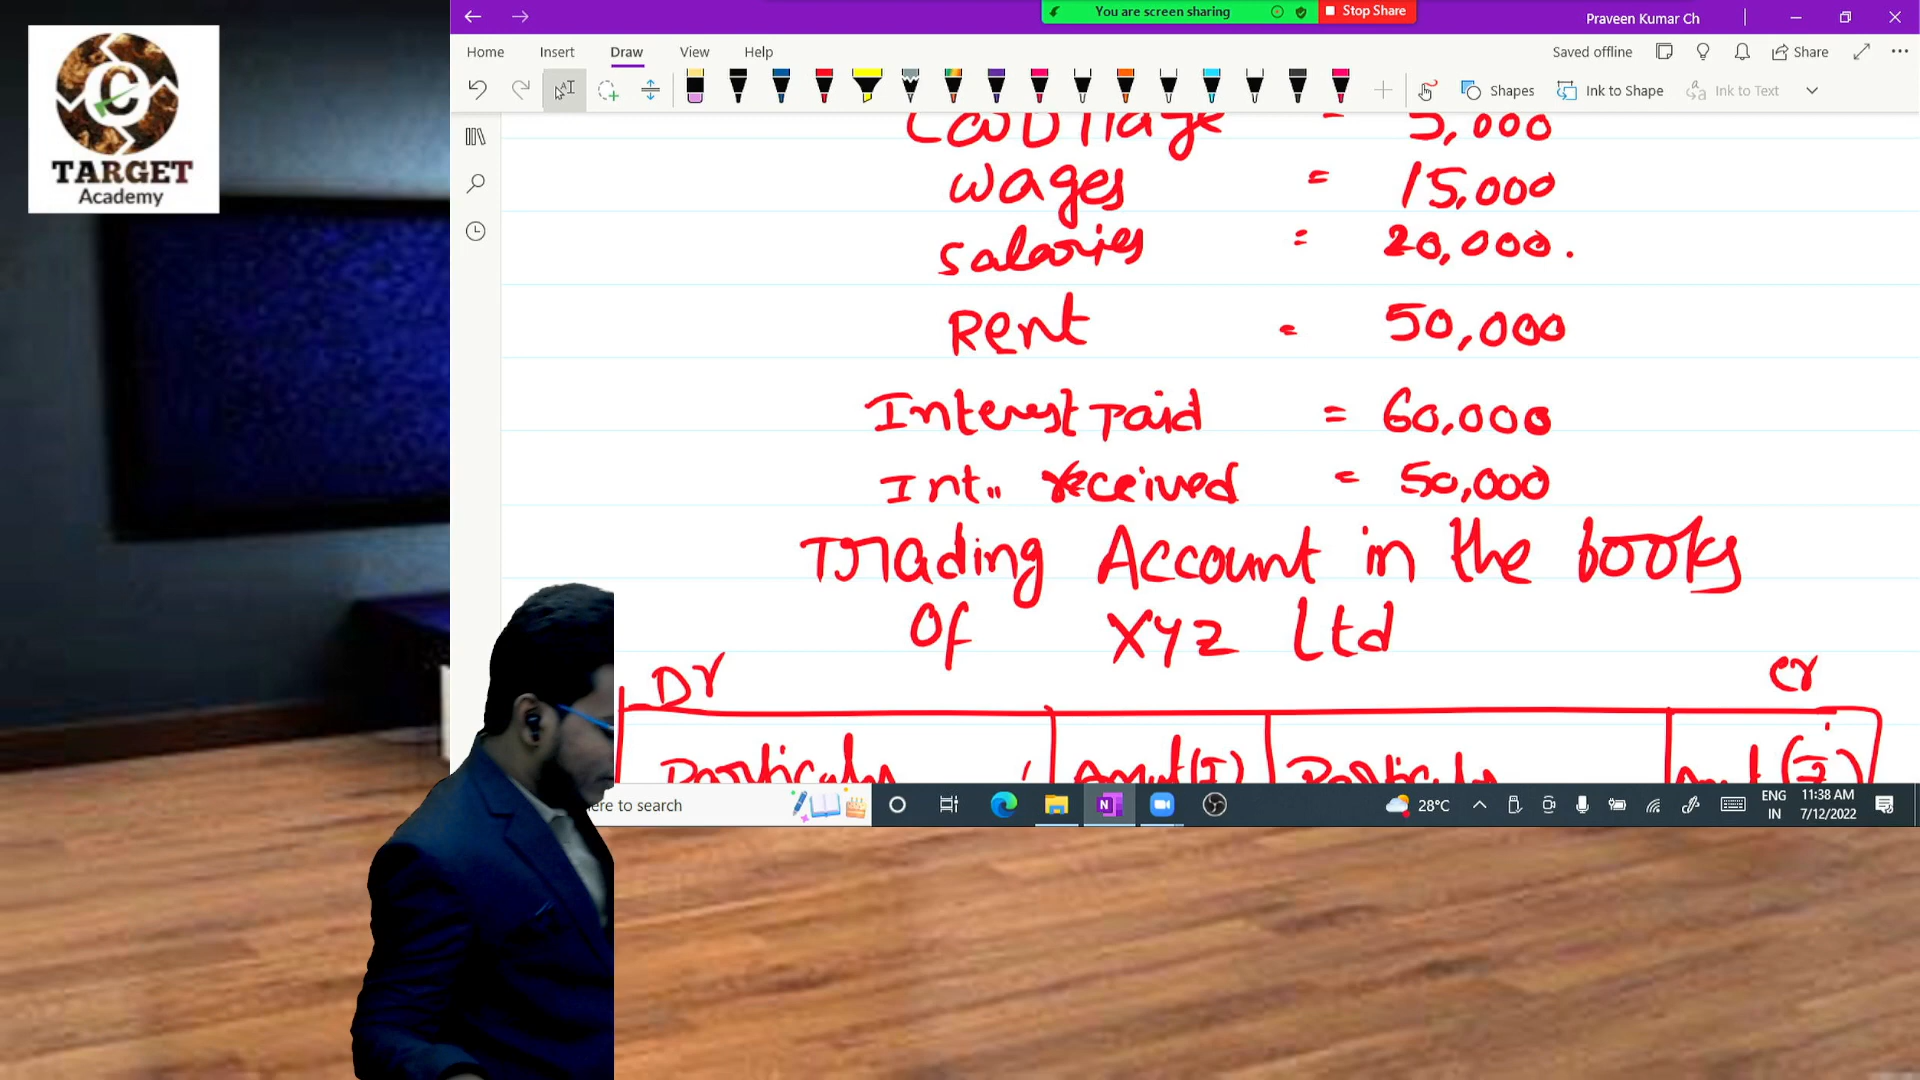 You are screen sharing Stop Share
Praveen Kumar Ch
Home Insert Draw View Help Saved offline Share
Shapes Ink to Shape Ink to Text
TARGET
Academy
= 5,000
wages = 15,000
salaries = 20,000.
Rent = 50,000
Interest paid = 60,000
Int.. received = 50,000
Trading Account in the books
of XYZ Ltd
Dr Cr
ere to search
28°C
ENG
IN
11:38 AM
7/12/2022